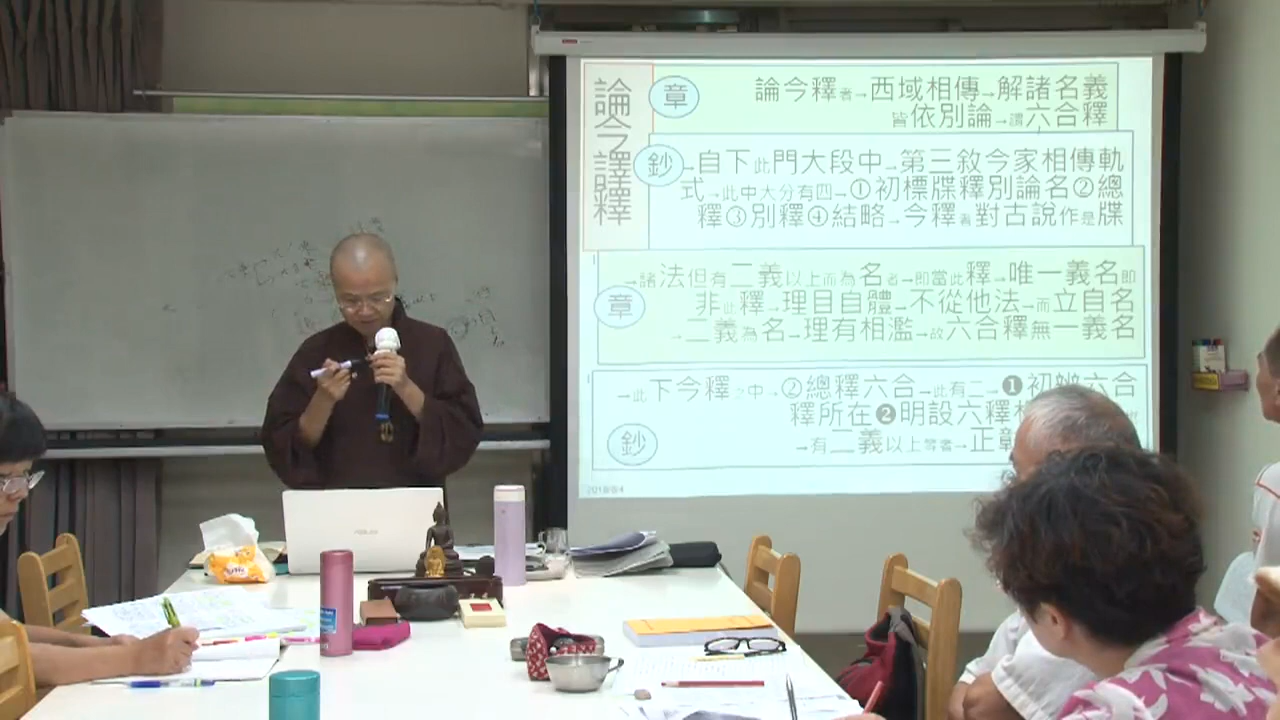 論今譯釋
章
論今釋者→西域相傳→解諸名義
皆依別論→謂六合釋
鈔
→自下此門大段中→第三敘今家相傳軌
式→此中大分有四→①初標牒釋別論名②總
釋③別釋④結略→今釋者對古說作是牒
章
→諸法但有二義以上而為名者→即當此釋→唯一義名即
非此釋→理目自體→不從他法→而立自名
→二義為名→理有相濫→故六合釋無一義名
鈔
→此下今釋之中→②總釋六合→此有二→❶初辨六合
釋所在❷明設六釋
→有二義以上等者→正
2018/8/4
ASUS